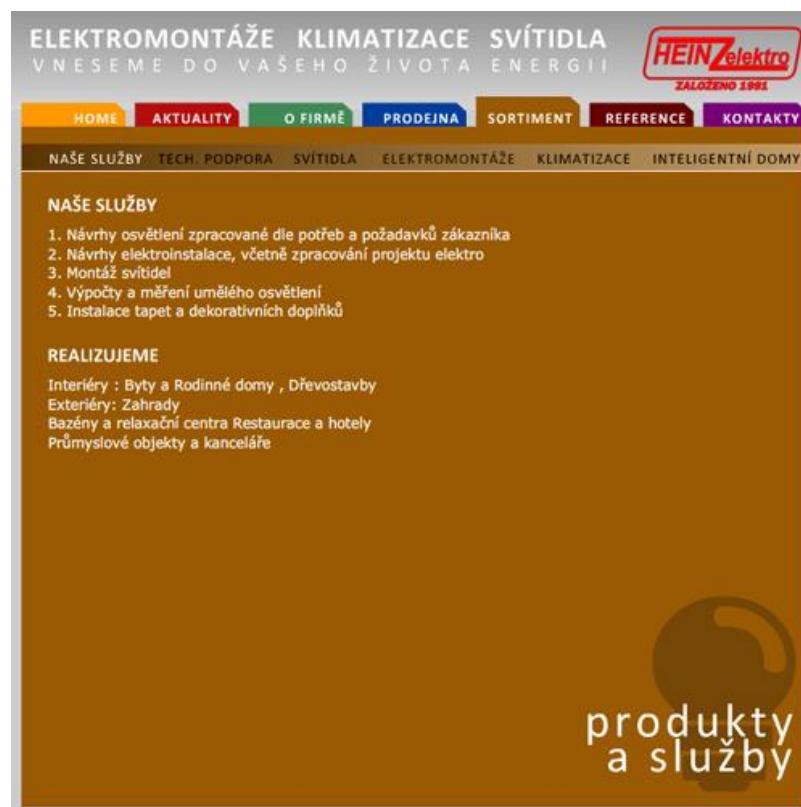 ELEKTROMONTÁŽE KLIMATIZACE SVÍTIDLA
VNESEME DO VAŠEHO ŽIVOTA ENERGII
HEINZelektro
ZALOŽENO 1991
HOME AKTUALITY O FIRMĚ PRODEJNA SORTIMENT REFERENCE KONTAKTY
NAŠE SLUŽBY TECH. PODPORA SVÍTIDLA ELEKTROMONTÁŽE KLIMATIZACE INTELIGENTNÍ DOMY
NAŠE SLUŽBY
1. Návrhy osvětlení zpracované dle potřeb a požadavků zákazníka
2. Návrhy elektroinstalace, včetně zpracování projektu elektro
3. Montáž svítidel
4. Výpočty a měření umělého osvětlení
5. Instalace tapet a dekorativních doplňků
REALIZUJEME
Interiéry : Byty a Rodinné domy , Dřevostavby
Exteriéry: Zahrady
Bazény a relaxační centra Restaurace a hotely
Průmyslové objekty a kanceláře
produkty
a služby